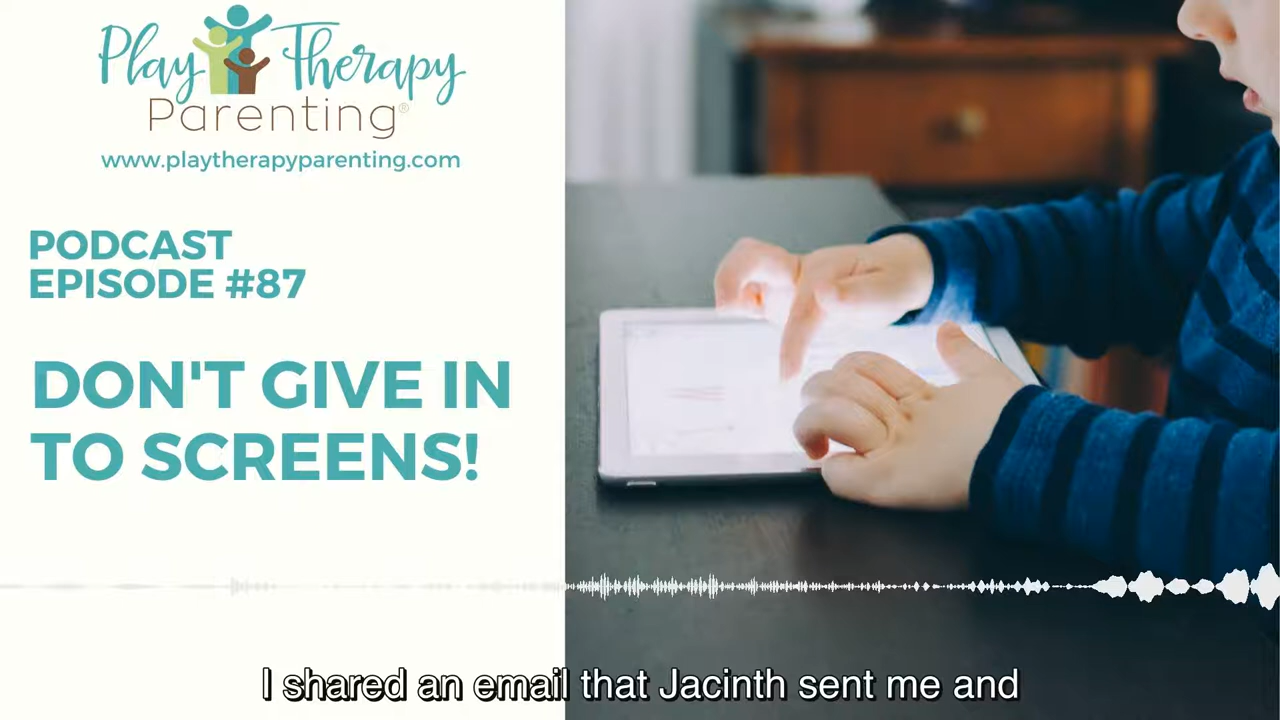 Play Therapy
Parenting®
www.playtherapyparenting.com
PODCAST
EPISODE #87
DON'T GIVE IN
TO SCREENS!
I shared an email that Jacinth sent me and